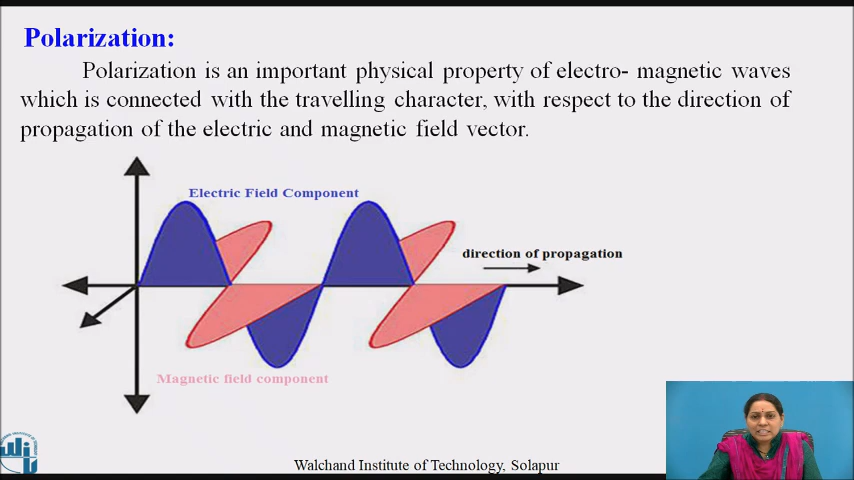 Polarization:
Polarization is an important physical property of electro- magnetic waves
which is connected with the travelling character, with respect to the direction of
propagation of the electric and magnetic field vector.
Electric Field Component
direction of propagation
Magnetic field component
Walchand Institute of Technology, Solapur